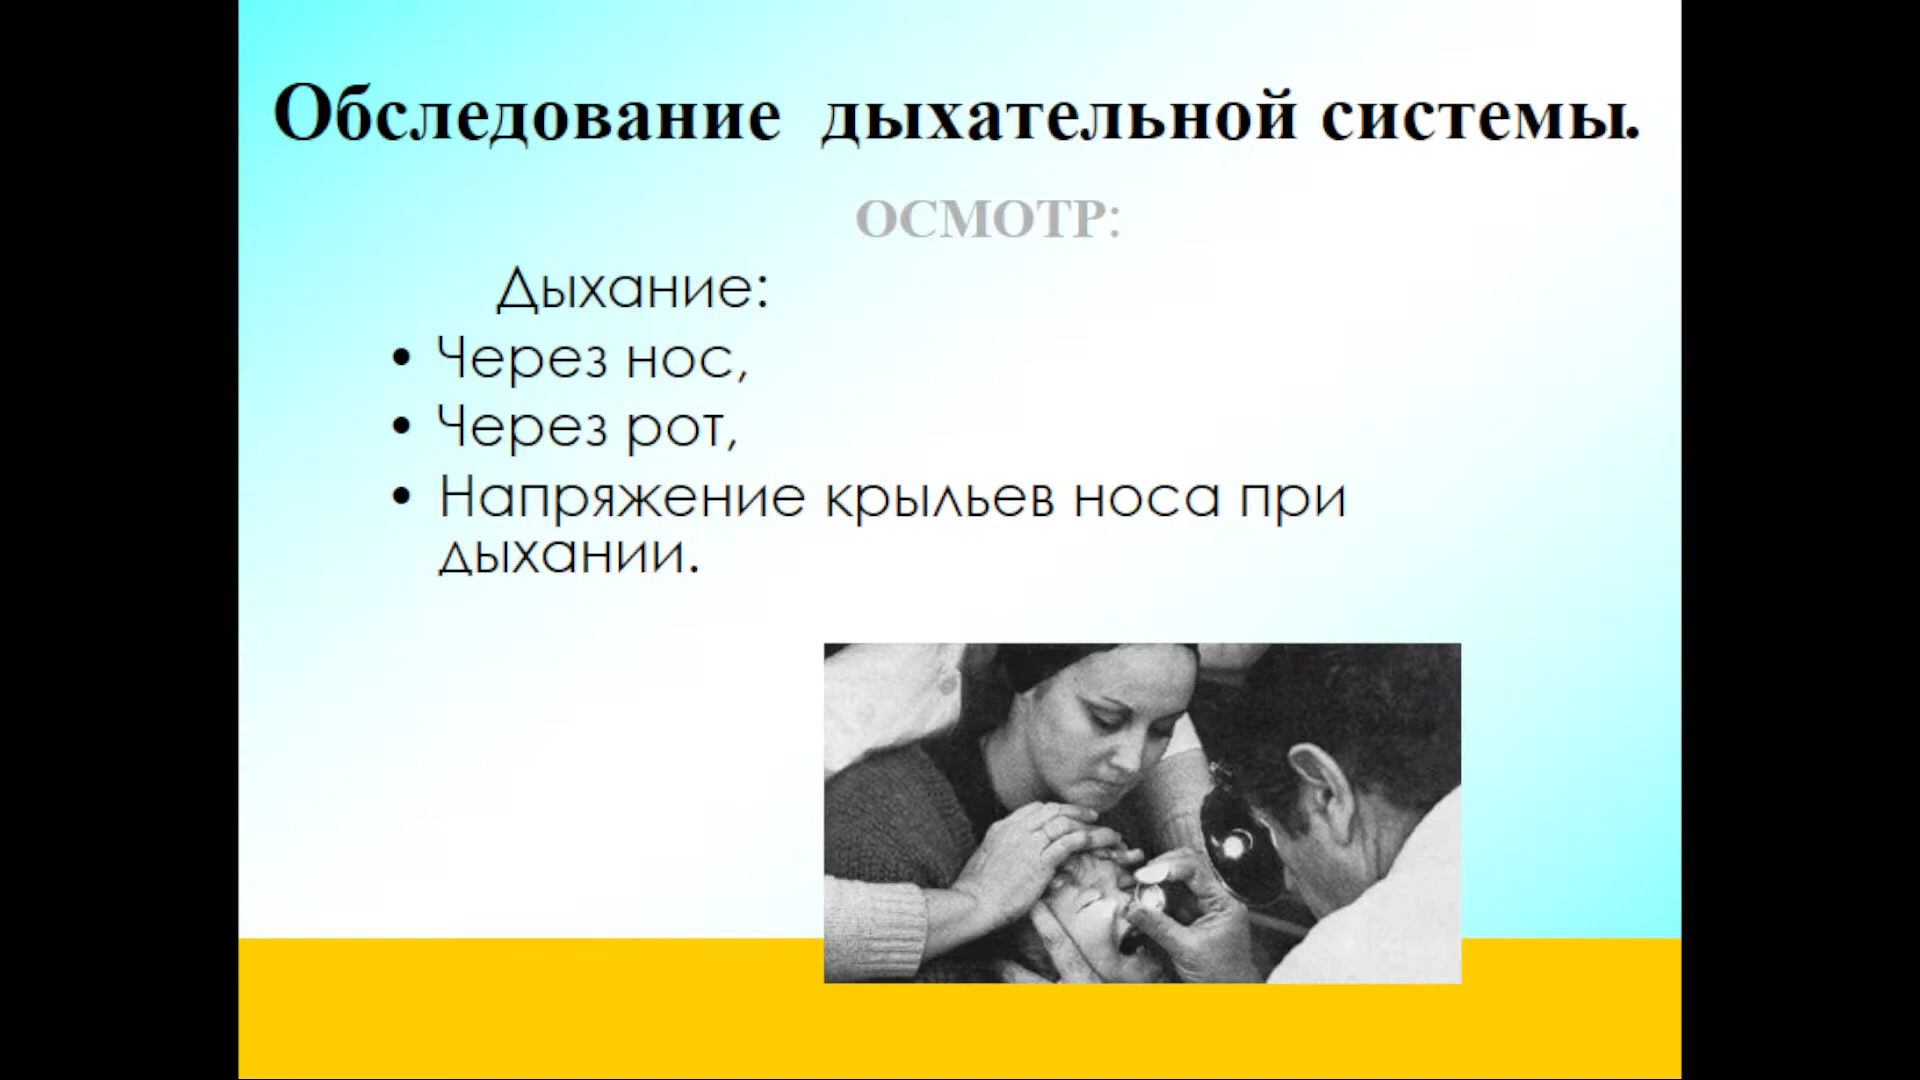 Обследование дыхательной системы.
ОСМОТР:
Дыхание:
• Через нос,
• Через рот,
• Напряжение крыльев носа при
дыхании.